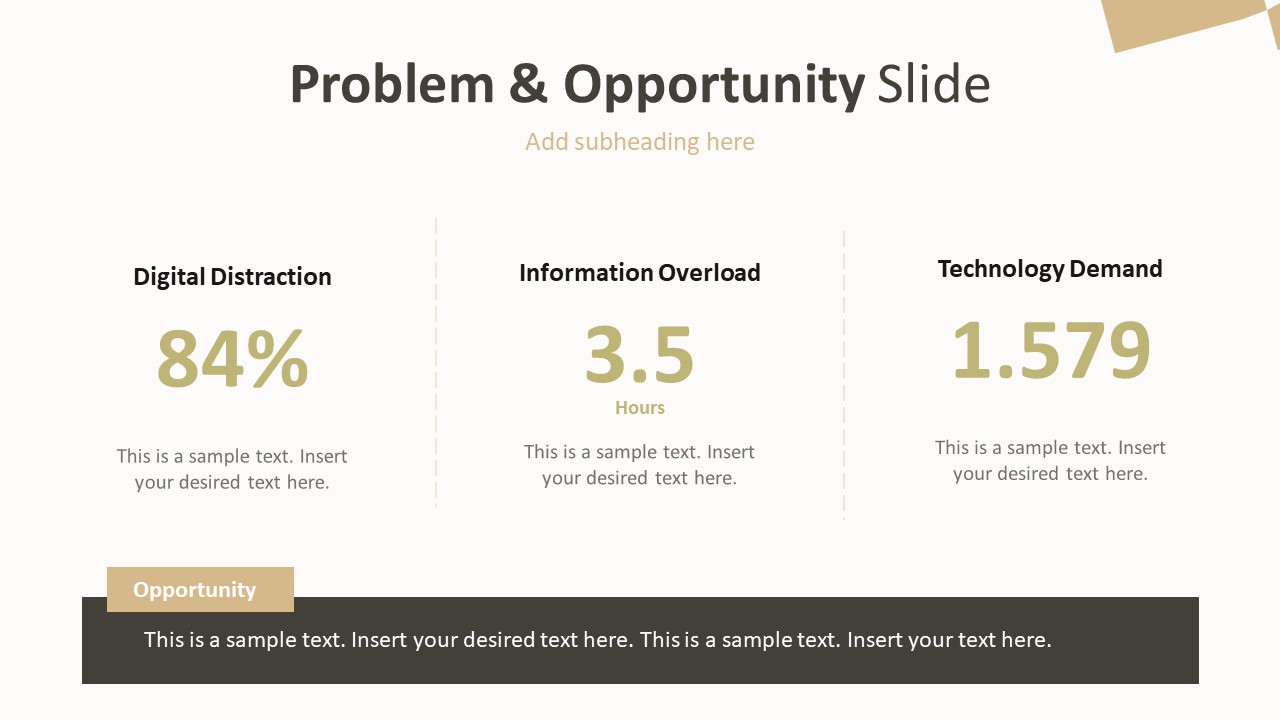 Problem & Opportunity Slide
Add subheading here
Digital Distraction
84%
This is a sample text. Insert
your desired text here.
Information Overload
3.5
Hours
This is a sample text. Insert
your desired text here.
Technology Demand
1.579
This is a sample text. Insert
your desired text here.
Opportunity
This is a sample text. Insert your desired text here. This is a sample text. Insert your text here.